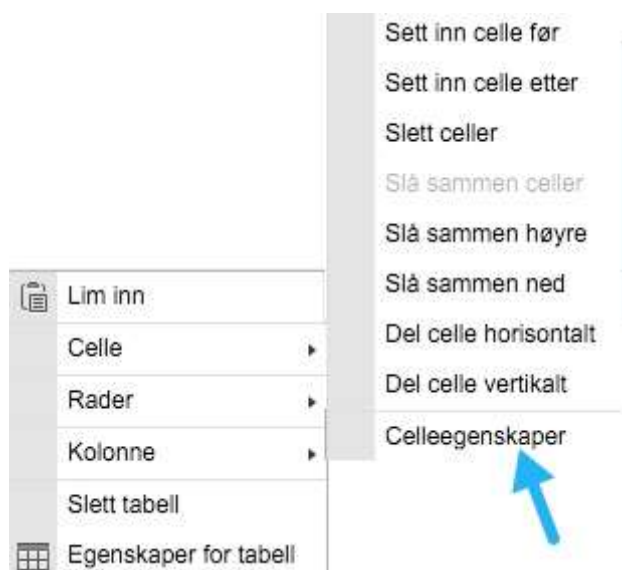 Sett inn celle før
Sett inn celle etter
Slett celler
Slå sammen celler
Slå sammen høyre
Slå sammen ned
Del celle horisontalt
Del celle vertikalt
Celleegenskaper
Lim inn
Celle
Rader
Kolonne
Slett tabell
Egenskaper for tabell